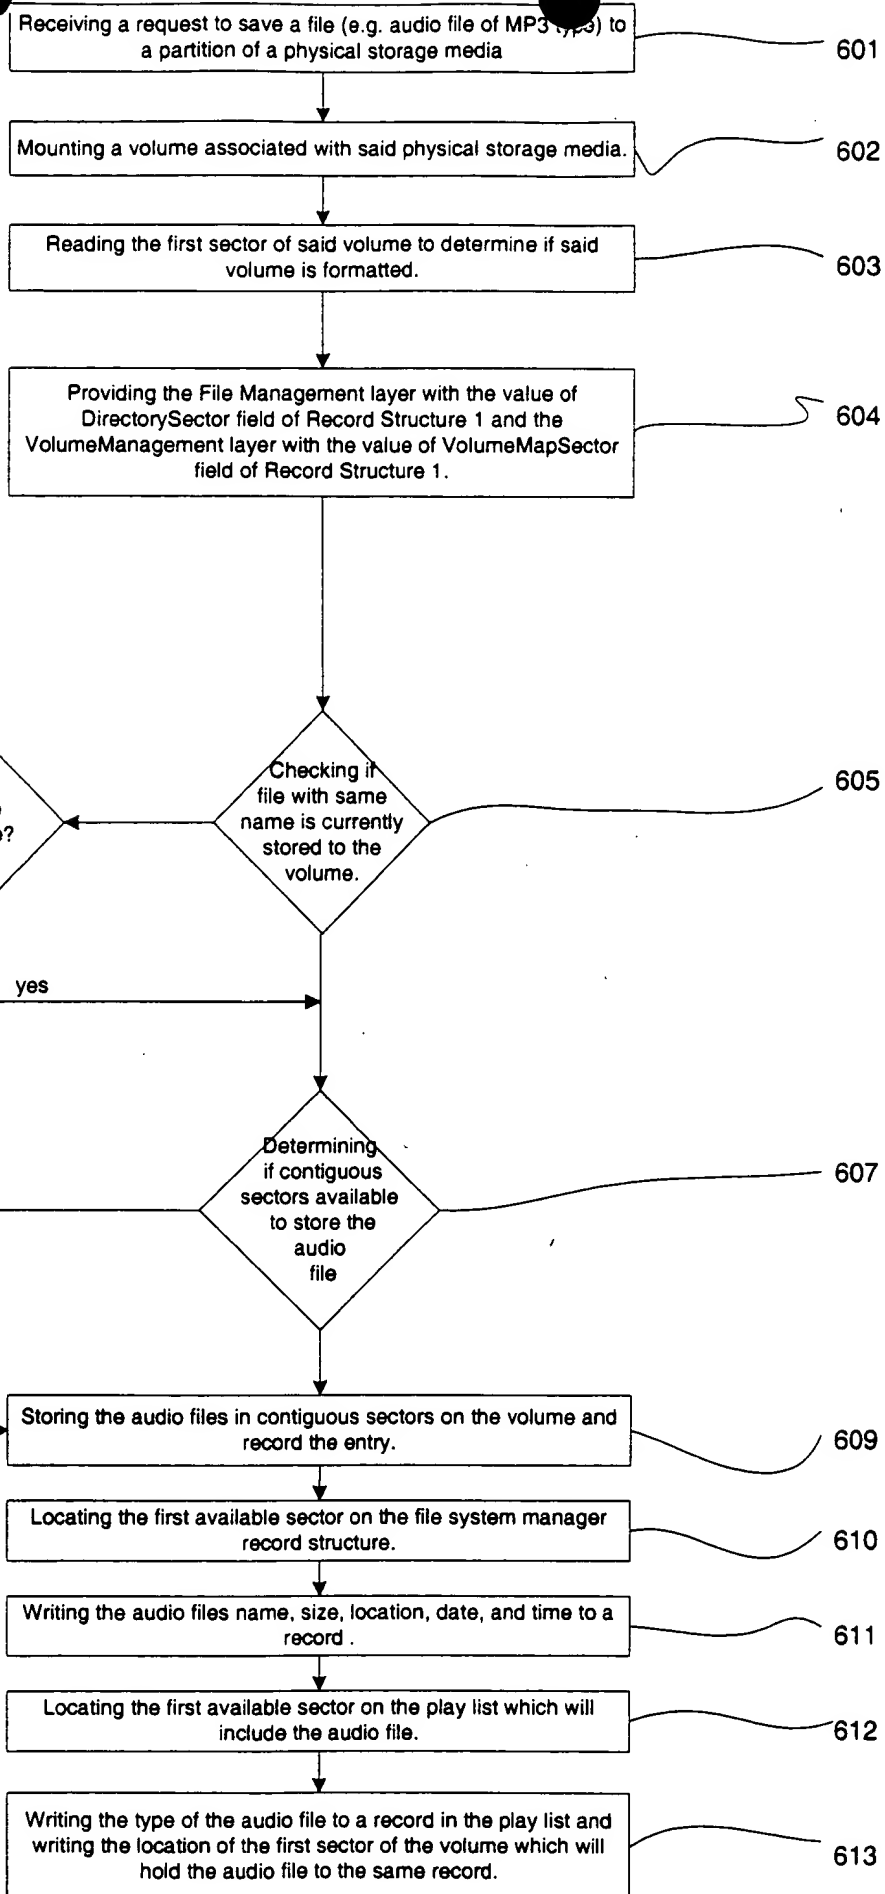 Receiving a request to save a file (e.g. audio file of MP3 type) to
a partition of a physical storage media
601
Mounting a volume associated with said physical storage media.
602
Reading the first sector of said volume to determine if said
volume is formatted.
603
Providing the File Management layer with the value of
DirectorySector field of Record Structure 1 and the
VolumeManagement layer with the value of VolumeMapSector
field of Record Structure 1.
604
Checking if
file with same
name is currently
stored to the
volume.
605
?
yes
Determining
if contiguous
sectors available
to store the
audio
file
607
Storing the audio files in contiguous sectors on the volume and
record the entry.
609
Locating the first available sector on the file system manager
record structure.
610
Writing the audio files name, size, location, date, and time to a
record .
611
Locating the first available sector on the play list which will
include the audio file.
612
Writing the type of the audio file to a record in the play list and
writing the location of the first sector of the volume which will
hold the audio file to the same record.
613